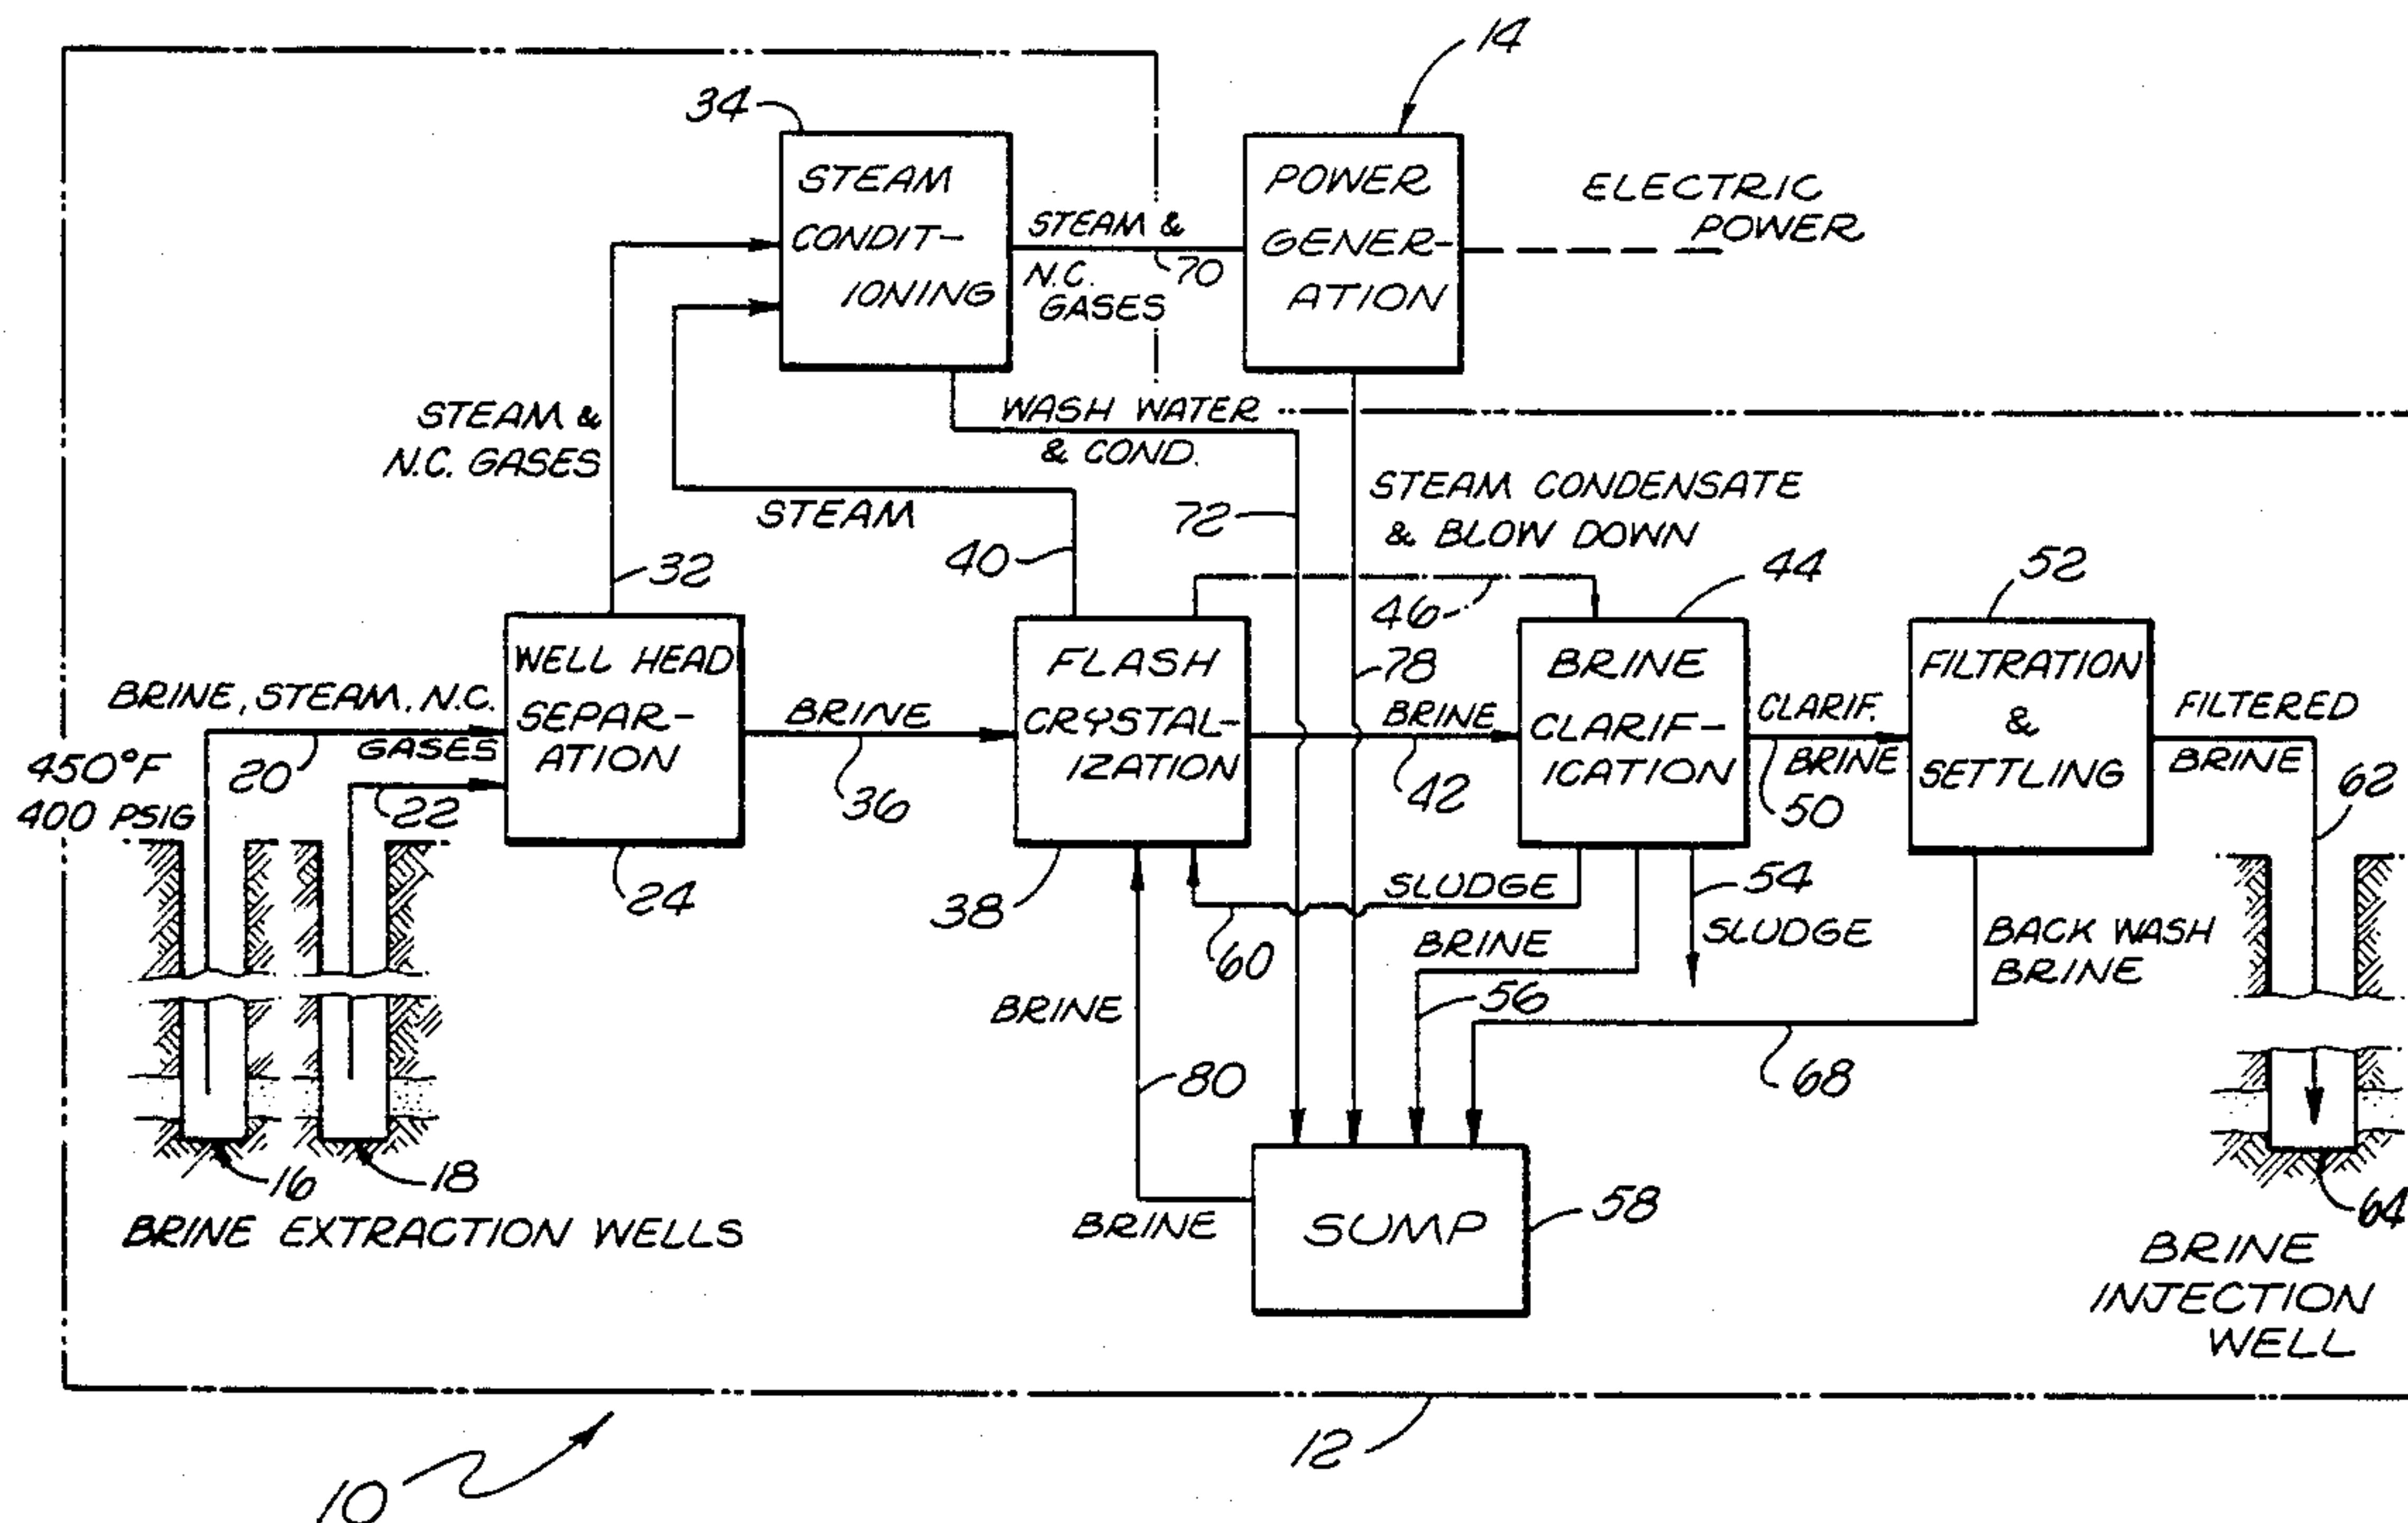 14
34
STEAM
CONDIT-
IONING
STEAM &
N.C.
GASES
70
POWER
GENER-
ATION
ELECTRIC
POWER
STEAM &
N.C. GASES
WASH WATER
& COND.
STEAM
STEAM CONDENSATE
& BLOW DOWN
72
40
32
46
44
52
78
WELL HEAD
SEPAR-
ATION
24
BRINE, STEAM, N.C.
GASES
20
22
450°F
400 PSIG
BRINE
36
FLASH
CRYSTAL-
IZATION
38
BRINE
42
BRINE
CLARIF-
ICATION
CLARIF.
BRINE
50
FILTRATION
&
SETTLING
FILTERED
BRINE
62
SLUDGE
60
54
SLUDGE
BRINE
56
BACK WASH
BRINE
68
BRINE
80
BRINE
SUMP
58
16
18
BRINE EXTRACTION WELLS
64
BRINE
INJECTION
WELL
12
10